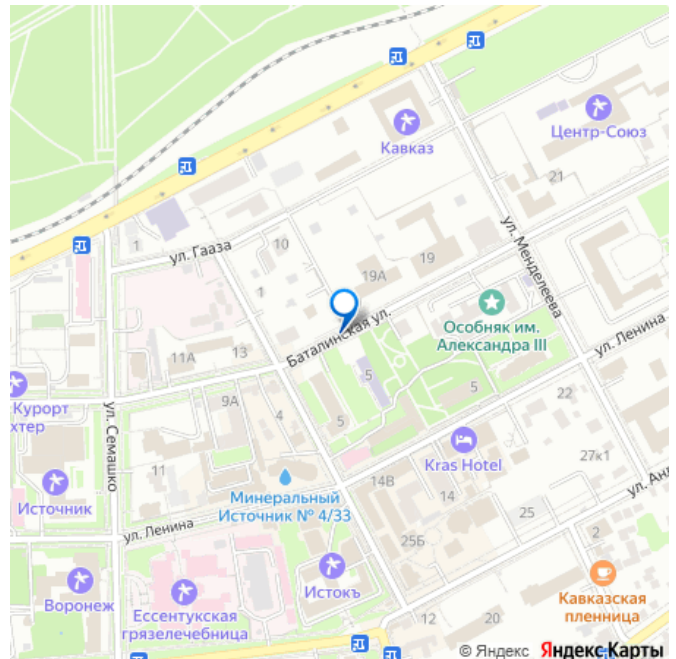 Кавказ
Центр-Союз
21
ул. Менделеева
ул. Гааза
1
10
19
19А
1
Особняк им.
Александра III
Баталинская ул.
ул. Ленина
11А
13
5
5
5
22
9А
4
Курорт
хтер
ул. Семашко
11
Kras Hotel
27к1
Источник
Минеральный
Источник № 4/33
14В
14
ул. Анд
25
ул. Ленина
25Б
2
Истокъ
Воронеж
Ессентукская
грязелечебница
Кавказская
пленница
12
20
© Яндекс Яндекс Карты